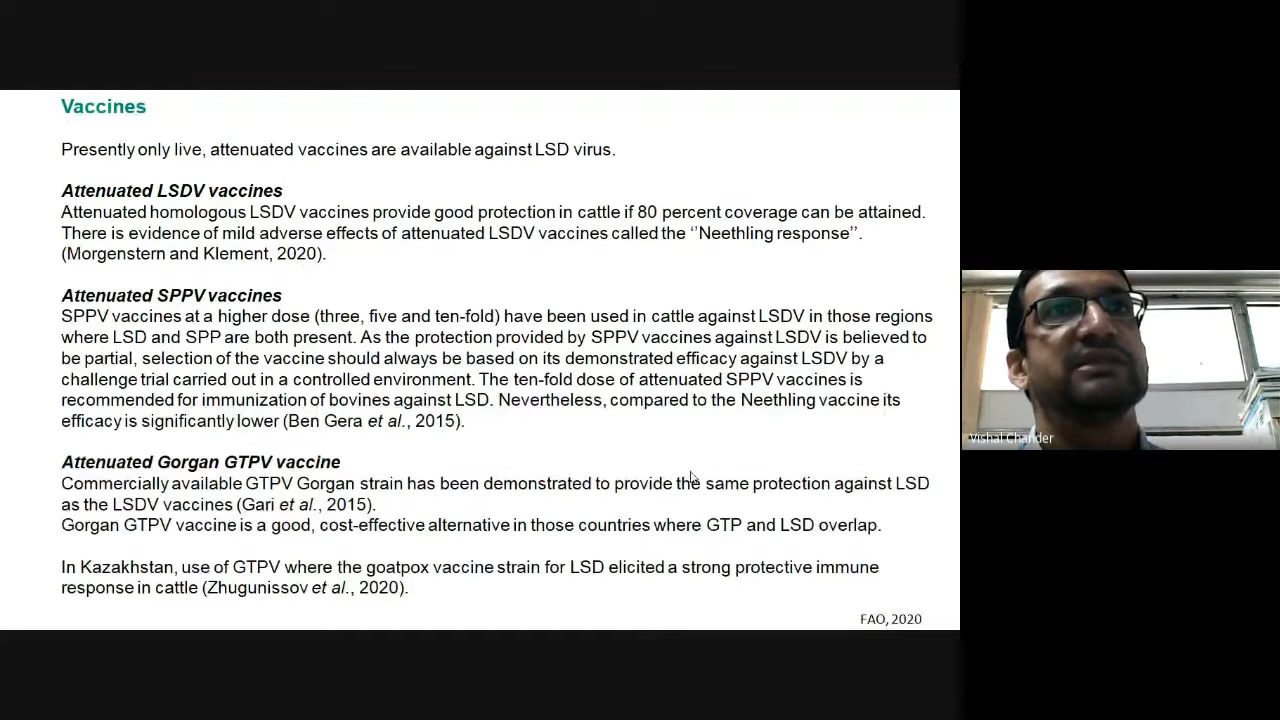 Vaccines
Presently only live, attenuated vaccines are available against LSD virus.
Attenuated LSDV vaccines
Attenuated homologous LSDV vaccines provide good protection in cattle if 80 percent coverage can be attained.
There is evidence of mild adverse effects of attenuated LSDV vaccines called the ‘’Neethling response’’.
(Morgenstern and Klement, 2020).
Attenuated SPPV vaccines
SPPV vaccines at a higher dose (three, five and ten-fold) have been used in cattle against LSDV in those regions
where LSD and SPP are both present. As the protection provided by SPPV vaccines against LSDV is believed to
be partial, selection of the vaccine should always be based on its demonstrated efficacy against LSDV by a
challenge trial carried out in a controlled environment. The ten-fold dose of attenuated SPPV vaccines is
recommended for immunization of bovines against LSD. Nevertheless, compared to the Neethling vaccine its
efficacy is significantly lower (Ben Gera et al., 2015).
Attenuated Gorgan GTPV vaccine
Commercially available GTPV Gorgan strain has been demonstrated to provide the same protection against LSD
as the LSDV vaccines (Gari et al., 2015).
Gorgan GTPV vaccine is a good, cost-effective alternative in those countries where GTP and LSD overlap.
In Kazakhstan, use of GTPV where the goatpox vaccine strain for LSD elicited a strong protective immune
response in cattle (Zhugunissov et al., 2020).
FAO, 2020
Vishal Chander